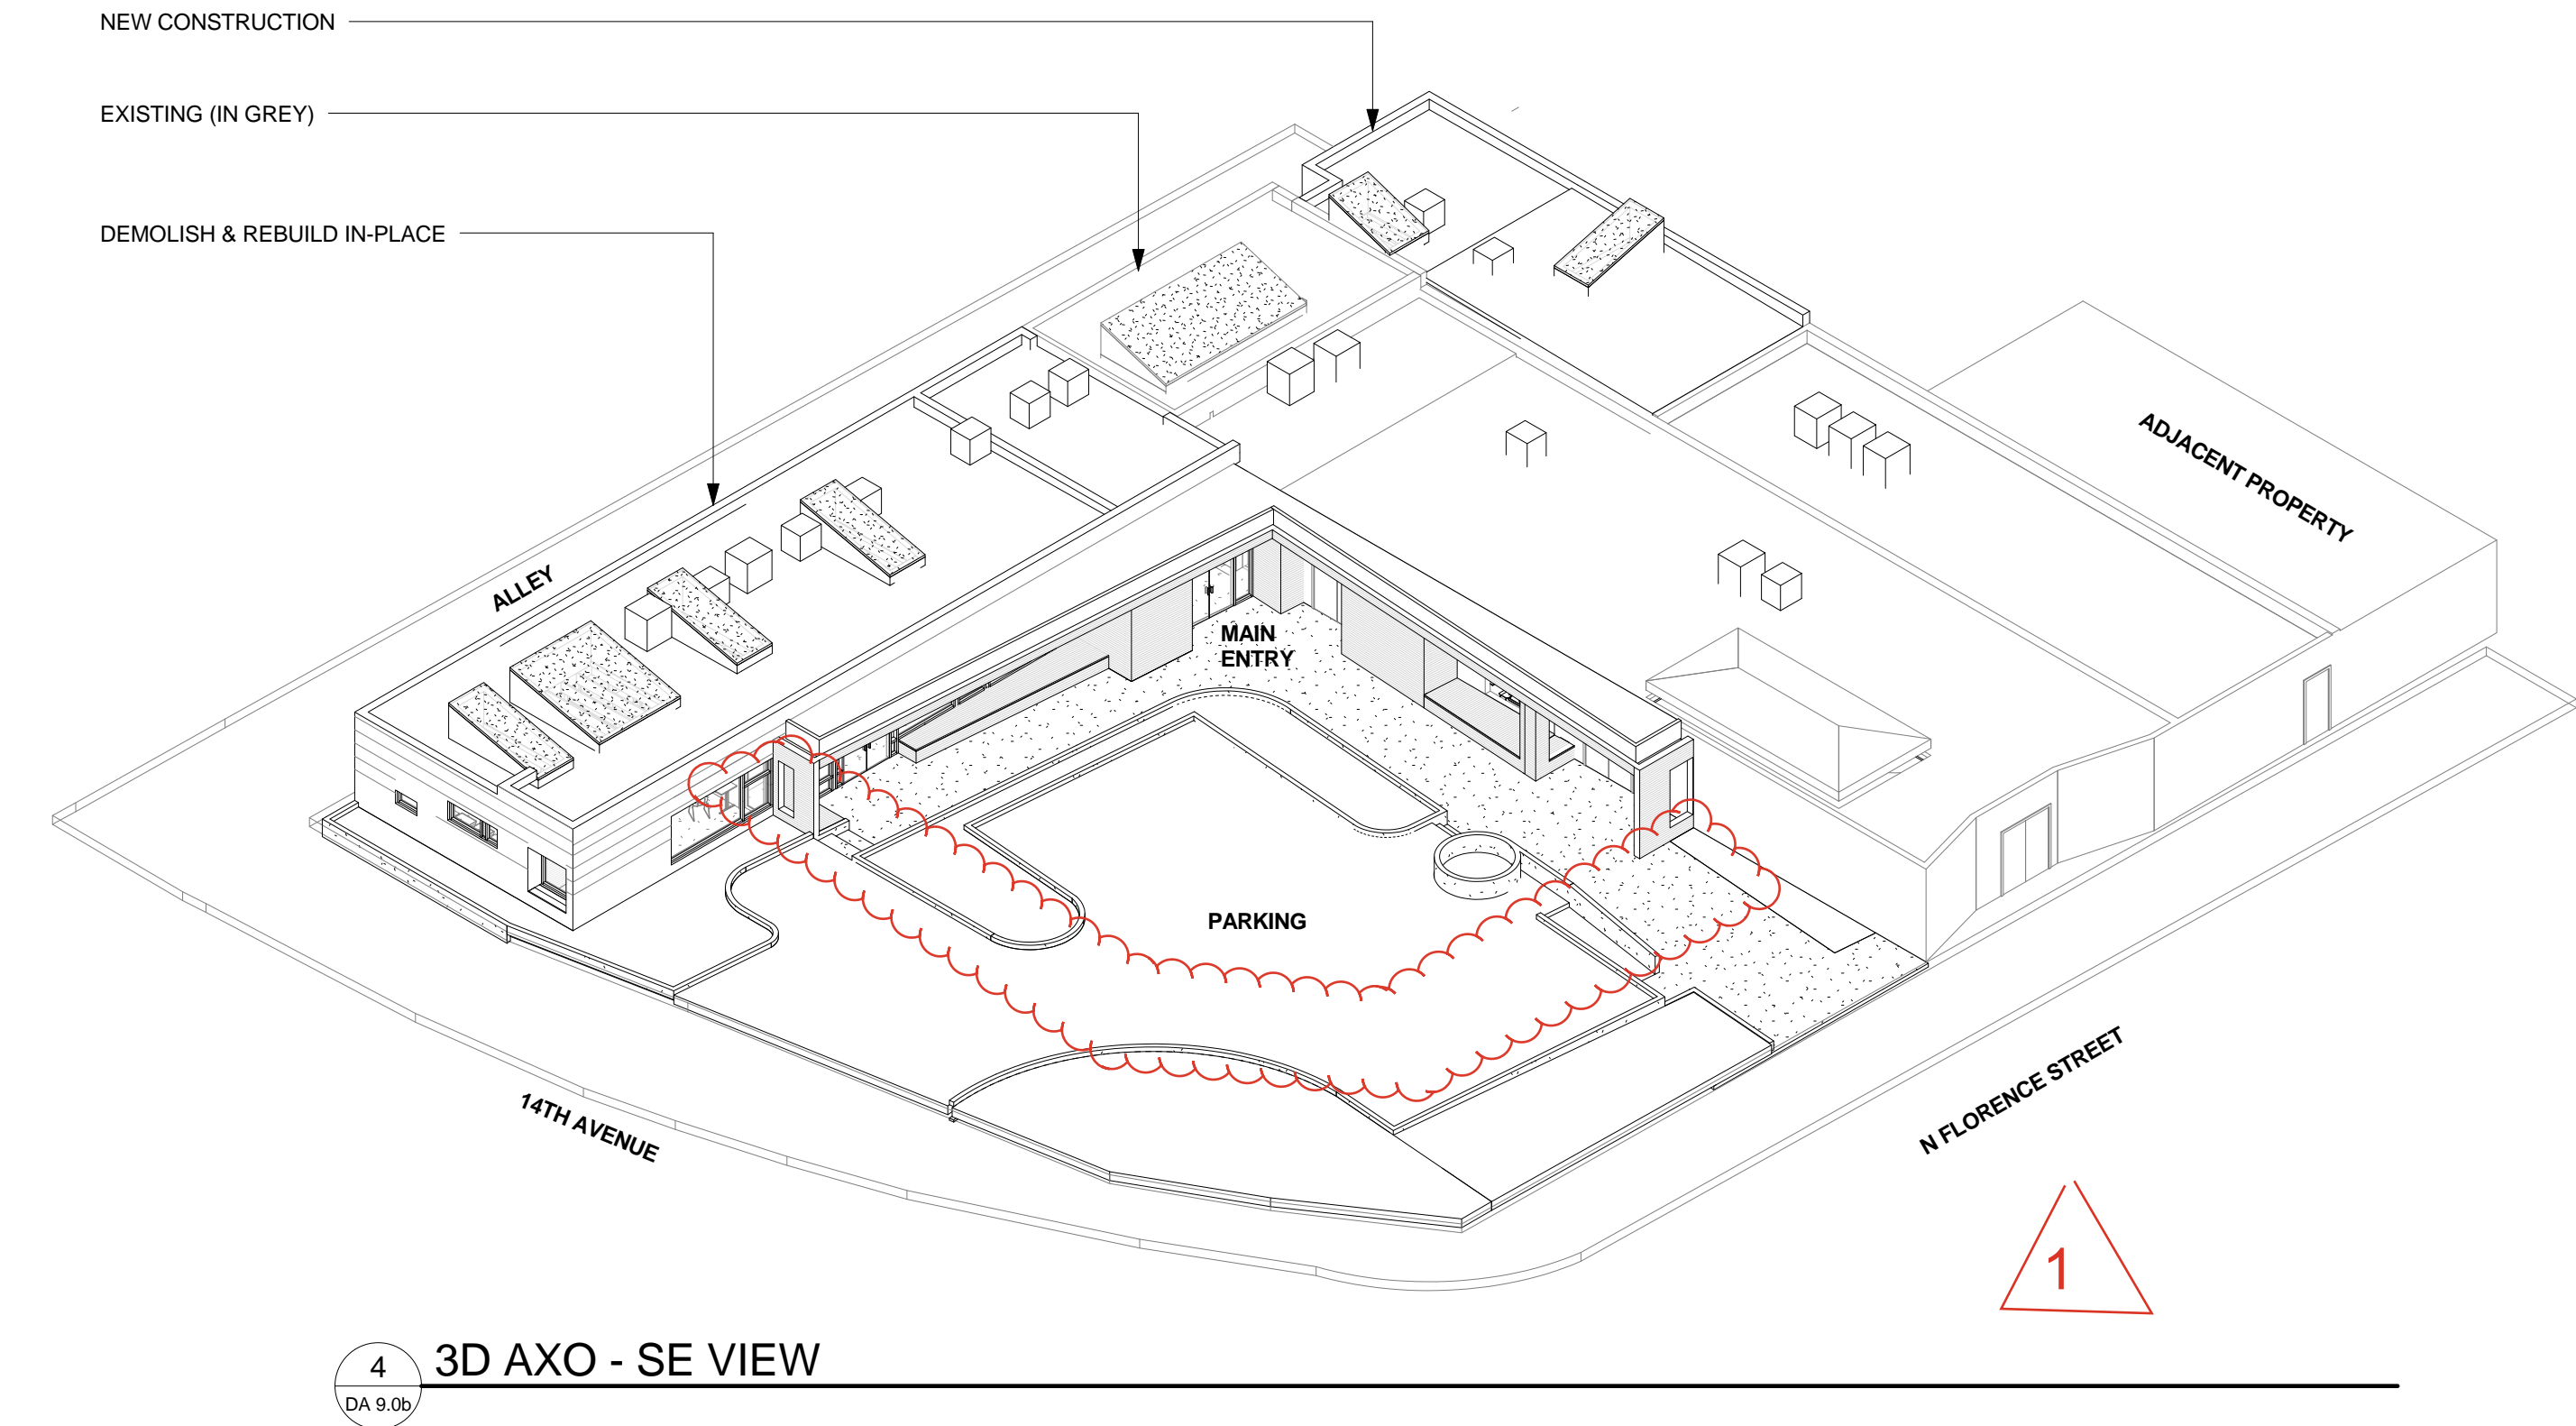 NEW CONSTRUCTION
EXISTING (IN GREY)
DEMOLISH & REBUILD IN-PLACE
ADJACENT PROPERTY
ALLEY
MAIN
ENTRY
PARKING
14TH AVENUE
N FLORENCE STREET
1
4
3D AXO - SE VIEW
DA 9.0b